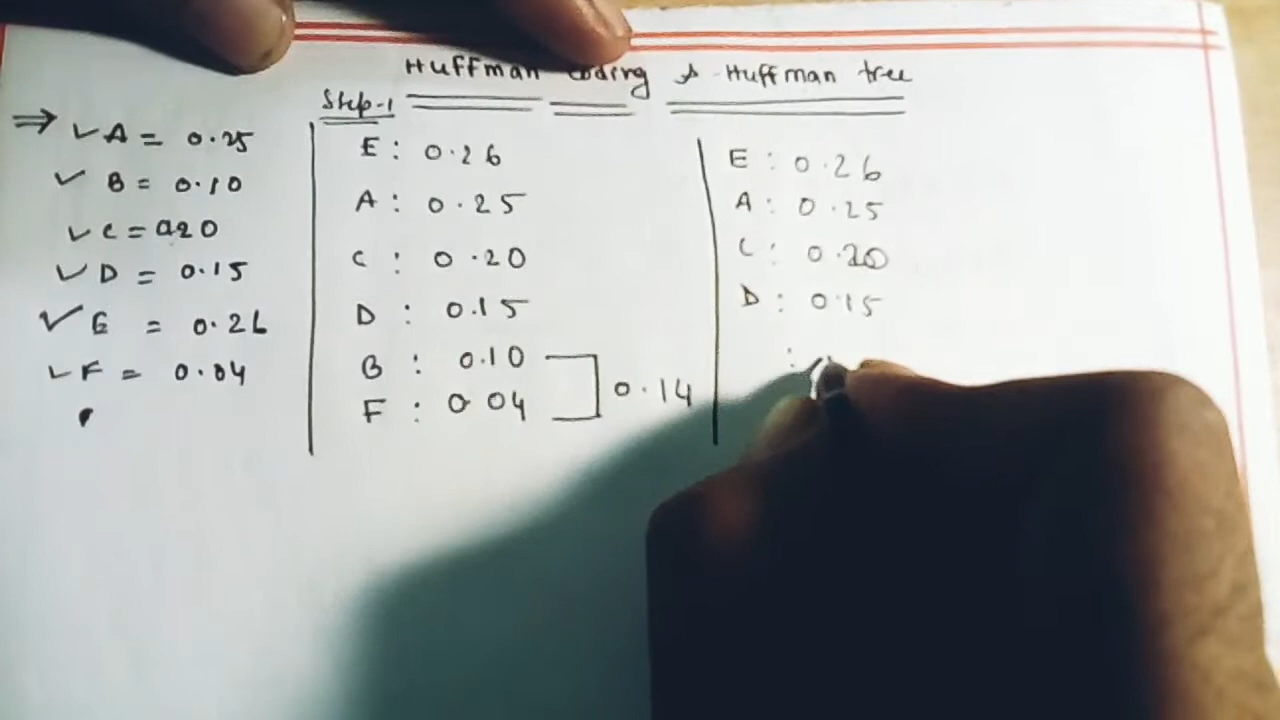 Huffman coding & Huffman tree
⇒ ✓A = 0.25
✓ B = 0.10
✓ C = 0.20
✓ D = 0.15
✓ E = 0.26
✓ F = 0.04
Step-1
E : 0.26
A : 0.25
C : 0.20
D : 0.15
B : 0.10
F : 0.04
0.14
E : 0.26
A : 0.25
C : 0.20
D : 0.15
: